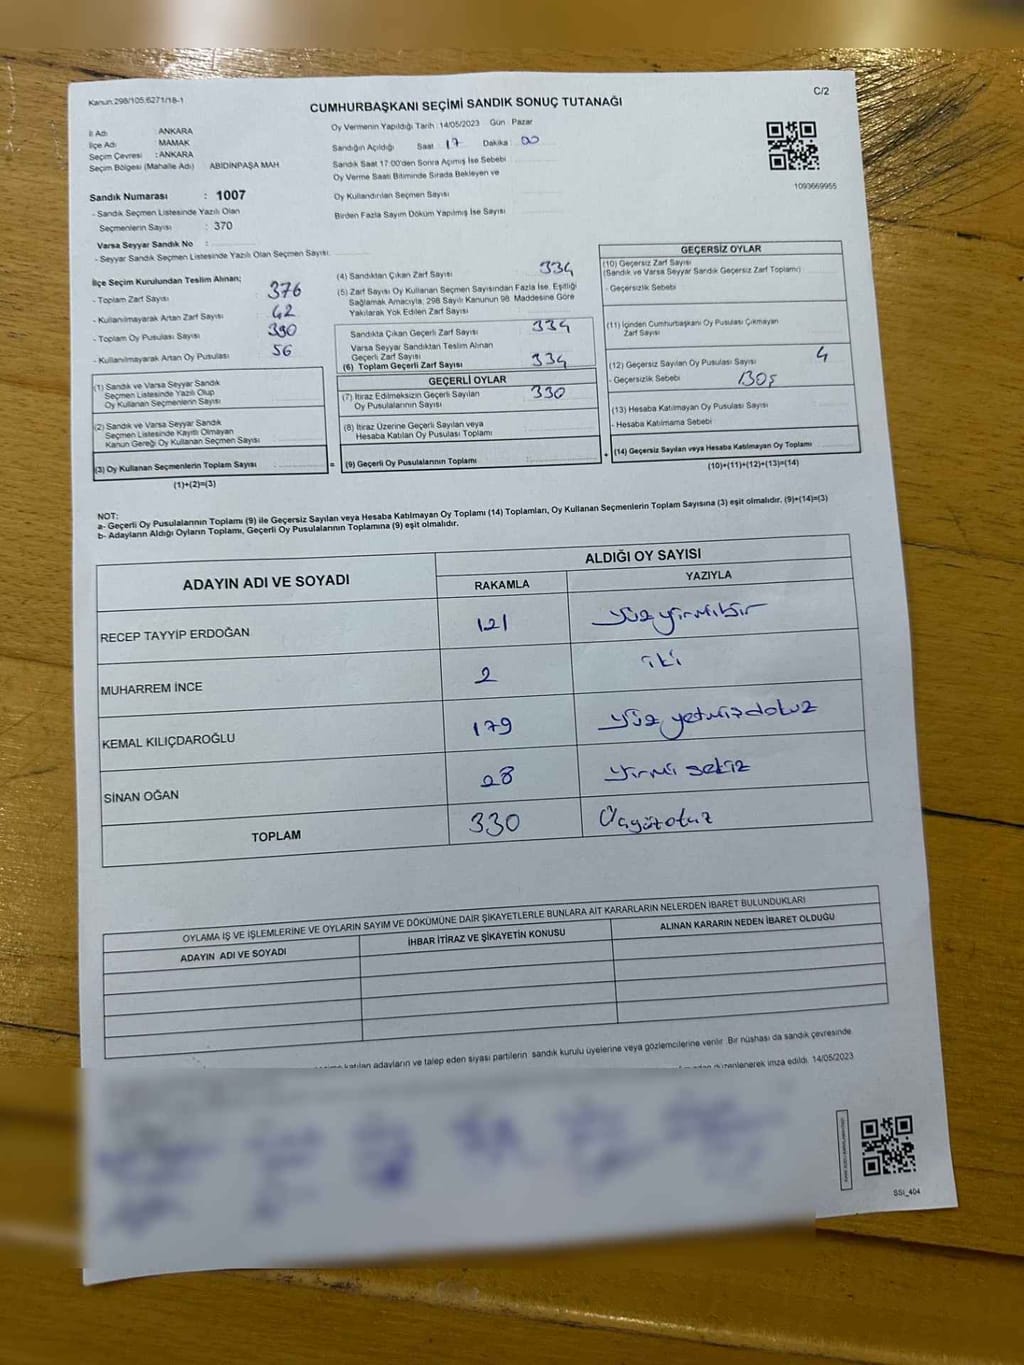 Kanun:298/105;6271/18-1
C/2
CUMHURBAŞKANI SEÇİMİ SANDIK SONUÇ TUTANAĞI
İl Adı : ANKARA
İlçe Adı MAMAK
Seçim Çevresi : ANKARA
Seçim Bölgesi (Mahalle Adı) ABİDİNPAŞA MAH
Sandık Numarası : 1007
- Sandık Seçmen Listesinde Yazılı Olan
Seçmenlerin Sayısı : 370
Varsa Seyyar Sandık No :
- Seyyar Sandık Seçmen Listesinde Yazılı Olan Seçmen Sayısı:
Oy Vermenin Yapıldığı Tarih :14/05/2023 Gün Pazar
Sandığın Açıldığı Saat 17 Dakika 00
Sandık Saat 17:00'den Sonra Açımış İse Sebebi
Oy Verme Saati Bitiminde Sırada Bekleyen ve
Oy Kullandırılan Seçmen Sayısı
Birden Fazla Sayım Döküm Yapılmış İse Sayısı
1093669955
İlçe Seçim Kurulundan Teslim Alınan;
- Toplam Zarf Sayısı 376
- Kullanılmayarak Artan Zarf Sayısı 42
- Toplam Oy Pusulası Sayısı 390
- Kullanılmayarak Artan Oy Pusulası 56
(1) Sandık ve Varsa Seyyar Sandık
Seçmen Listesinde Yazılı Olup
Oy Kullanan Seçmenlerin Sayısı
(2) Sandık ve Varsa Seyyar Sandık
Seçmen Listesinde Kayıtlı Olmayan
Kanun Gereği Oy Kullanan Seçmen Sayısı
(3) Oy Kullanan Seçmenlerin Toplam Sayısı
(1)+(2)=(3)
(4) Sandıktan Çıkan Zarf Sayısı 334
(5) Zarf Sayısı Oy Kullanan Seçmen Sayısından Fazla İse, Eşitliği
Sağlamak Amacıyla, 298 Sayılı Kanunun 98. Maddesine Göre
Yakılarak Yok Edilen Zarf Sayısı
Sandıkta Çıkan Geçerli Zarf Sayısı 334
Varsa Seyyar Sandıktan Teslim Alınan
Geçerli Zarf Sayısı
(6) Toplam Geçerli Zarf Sayısı 334
GEÇERLİ OYLAR
(7) İtiraz Edilmeksizin Geçerli Sayılan 330
Oy Pusulalarının Sayısı
(8) İtiraz Üzerine Geçerli Sayılan veya
Hesaba Katılan Oy Pusulası Toplamı
= (9) Geçerli Oy Pusulalarının Toplamı
GEÇERSİZ OYLAR
(10) Geçersiz Zarf Sayısı
(Sandık ve Varsa Seyyar Sandık Geçersiz Zarf Toplamı)
- Geçersizlik Sebebi
(11) İçinden Cumhurbaşkanı Oy Pusulası Çıkmayan
Zarf Sayısı
(12) Geçersiz Sayılan Oy Pusulası Sayısı 4
- Geçersizlik Sebebi BOŞ
(13) Hesaba Katılmayan Oy Pusulası Sayısı
- Hesaba Katılmama Sebebi
+ (14) Geçersiz Sayılan veya Hesaba Katılmayan Oy Toplamı
(10)+(11)+(12)+(13)=(14)
NOT:
a- Geçerli Oy Pusulalarının Toplamı (9) ile Geçersiz Sayılan veya Hesaba Katılmayan Oy Toplamı (14) Toplamları, Oy Kullanan Seçmenlerin Toplam Sayısına (3) eşit olmalıdır. (9)+(14)=(3)
b- Adayların Aldığı Oyların Toplamı, Geçerli Oy Pusulalarının Toplamına (9) eşit olmalıdır.
ADAYIN ADI VE SOYADI
ALDIĞI OY SAYISI
RAKAMLA YAZIYLA
RECEP TAYYİP ERDOĞAN 121 Yüz yirmibir
MUHARREM İNCE 2 iki
KEMAL KILIÇDAROĞLU 179 Yüz yetmişdokuz
SİNAN OĞAN 28 Yirmi sekiz
TOPLAM 330 Üçyüzotuz
OYLAMA İŞ VE İŞLEMLERİNE VE OYLARIN SAYIM VE DÖKÜMÜNE DAİR ŞİKAYETLERLE BUNLARA AİT KARARLARIN NELERDEN İBARET BULUNDUKLARI
ADAYIN ADI VE SOYADI İHBAR İTİRAZ VE ŞİKAYETİN KONUSU ALINAN KARARIN NEDEN İBARET OLDUĞU
katılan adayların ve talep eden siyasi partilerin sandık kurulu üyelerine veya gözlemcilerine verilir. Bir nüshası da sandık çevresinde
düzenlenerek imza edildi. 14/05/2023
SSI_404